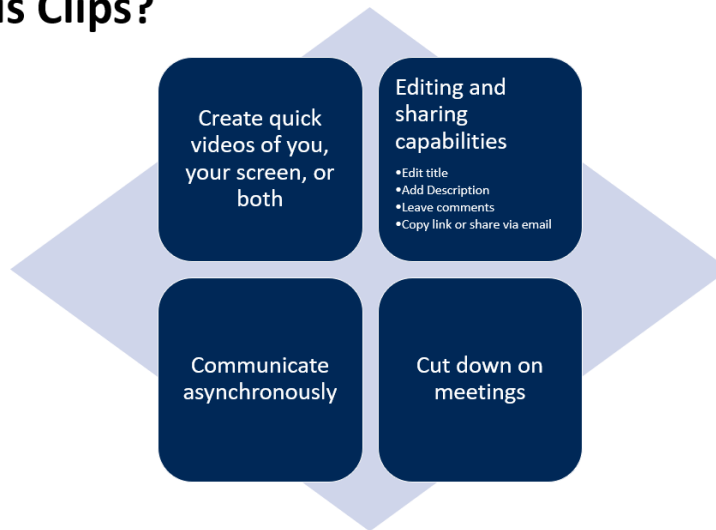 is Clips?
Create quick
videos of you,
your screen, or
both
Editing and
sharing
capabilities
•Edit title
•Add Description
•Leave comments
•Copy link or share via email
Communicate
asynchronously
Cut down on
meetings